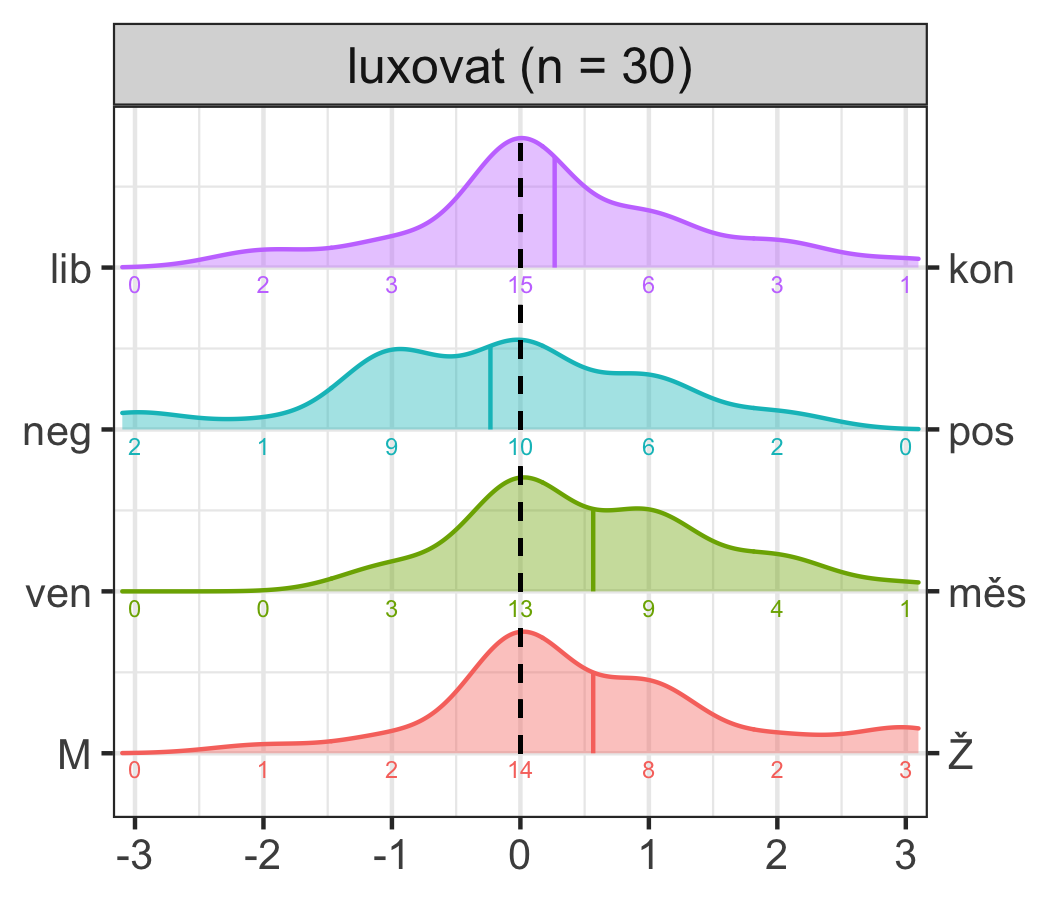 luxovat (n = 30)
lib kon
0 2 3 15 6 3 1
neg pos
2 1 9 10 6 2 0
ven měs
0 0 3 13 9 4 1
M Ž
0 1 2 14 8 2 3
-3 -2 -1 0 1 2 3